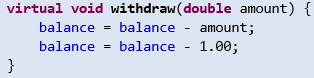 virtual void withdraw(double amount) {
    balance = balance - amount;
    balance = balance - 1.00;
}